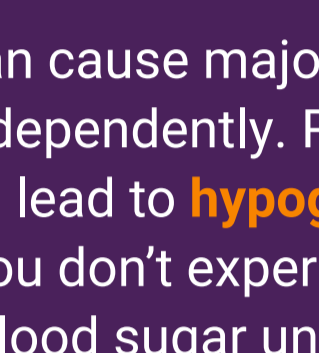 an cause majo
dependently. P
lead to hypog
ou don't exper
lood sugar un